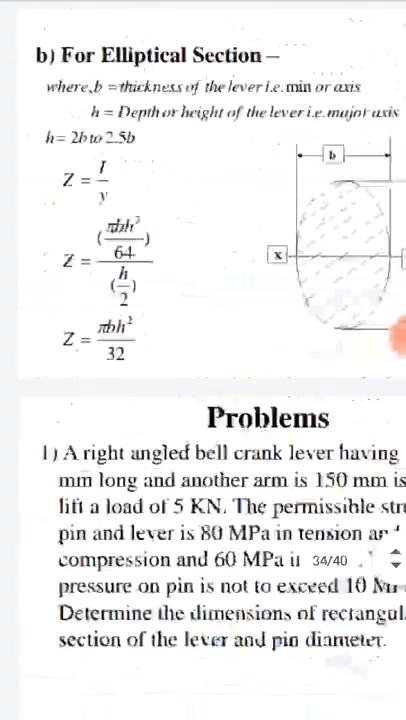 b) For Elliptical Section –
where,b = thickness of the lever i.e. min or axis
h = Depth or height of the lever i.e. major axis
h= 2b to 2.5b
Z = I / y
Z = (πbh³ / 64) / (h / 2)
b
x
Z = πbh² / 32
Problems
1) A right angled bell crank lever having
mm long and another arm is 150 mm is
lift a load of 5 KN. The permissible stre
pin and lever is 80 MPa in tension an
compression and 60 MPa i 34/40
pressure on pin is not to exceed 10
Determine the dimensions of rectangul
section of the lever and pin diameter.